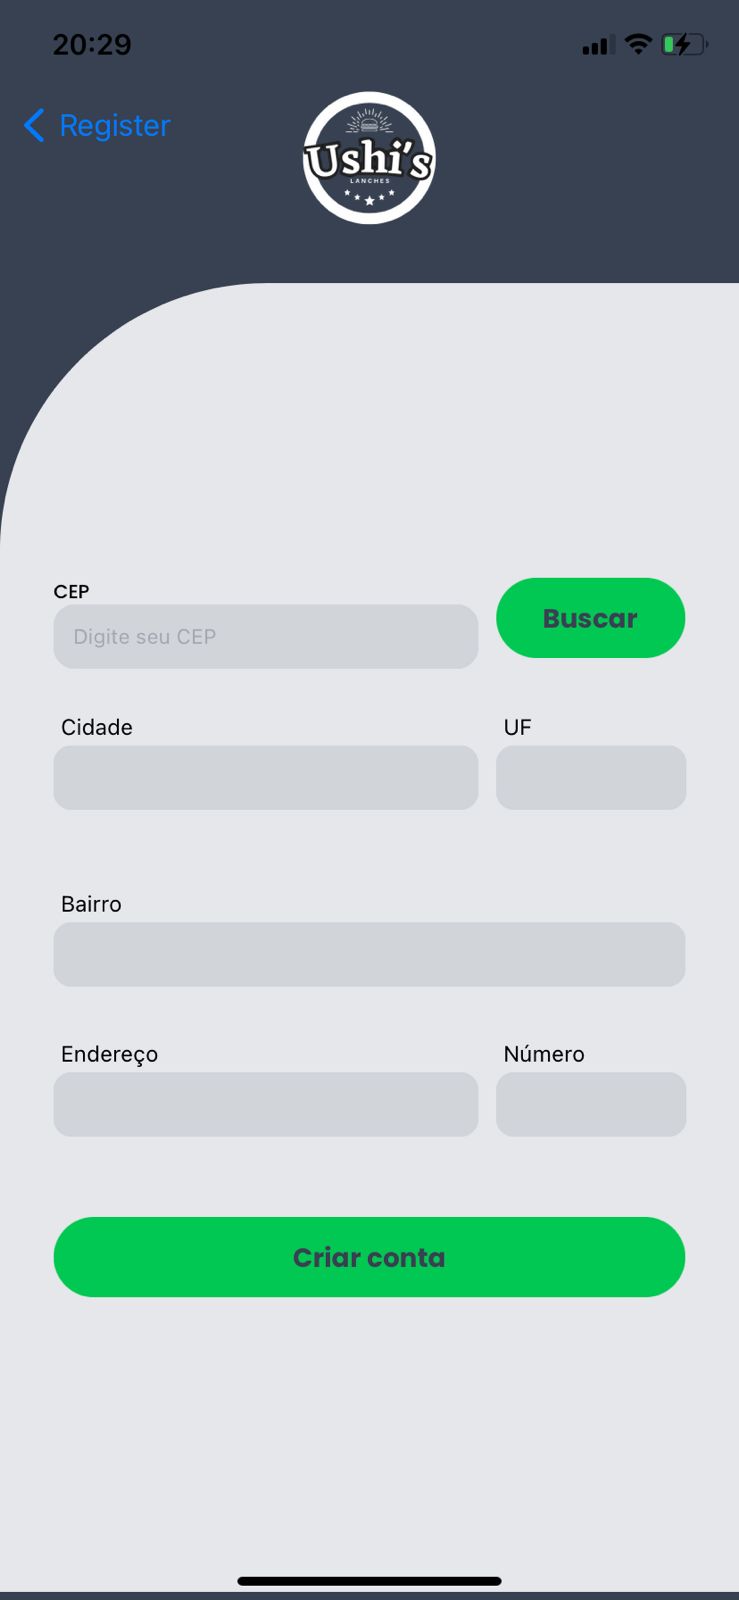 20:29
Register
Ushi's
LANCHES
CEP
Digite seu CEP
Buscar
Cidade
UF
Bairro
Endereço
Número
Criar conta